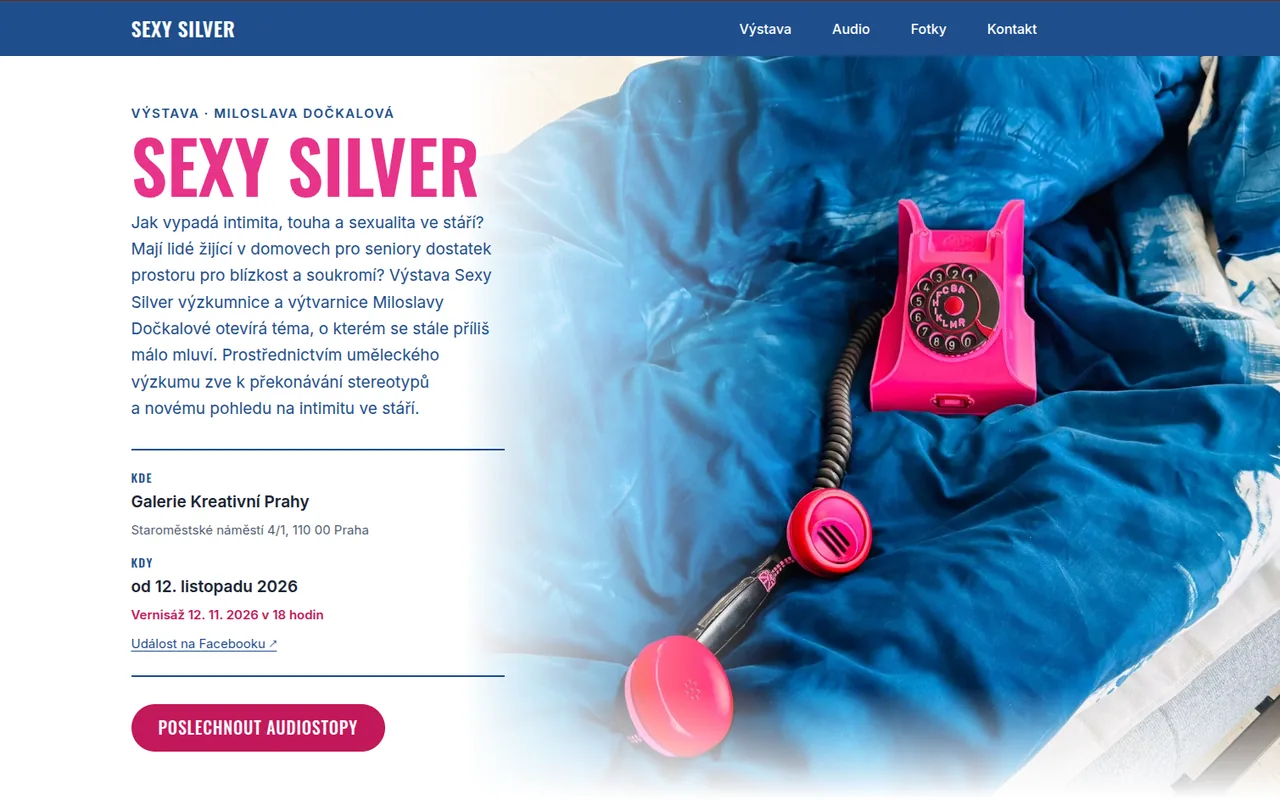 SEXY SILVER
Výstava
Audio
Fotky
Kontakt
VÝSTAVA · MILOSLAVA DOČKALOVÁ
SEXY SILVER
Jak vypadá intimita, touha a sexualita ve stáří?
Mají lidé žijící v domovech pro seniory dostatek
prostoru pro blízkost a soukromí? Výstava Sexy
Silver výzkumnice a výtvarnice Miloslavy
Dočkalové otevírá téma, o kterém se stále příliš
málo mluví. Prostřednictvím uměleckého
výzkumu zve k překonávání stereotypů
a novému pohledu na intimitu ve stáří.
KDE
Galerie Kreativní Prahy
Staroměstské náměstí 4/1, 110 00 Praha
KDY
od 12. listopadu 2026
Vernisáž 12. 11. 2026 v 18 hodin
Událost na Facebooku ↗
POSLECHNOUT AUDIOSTOPY